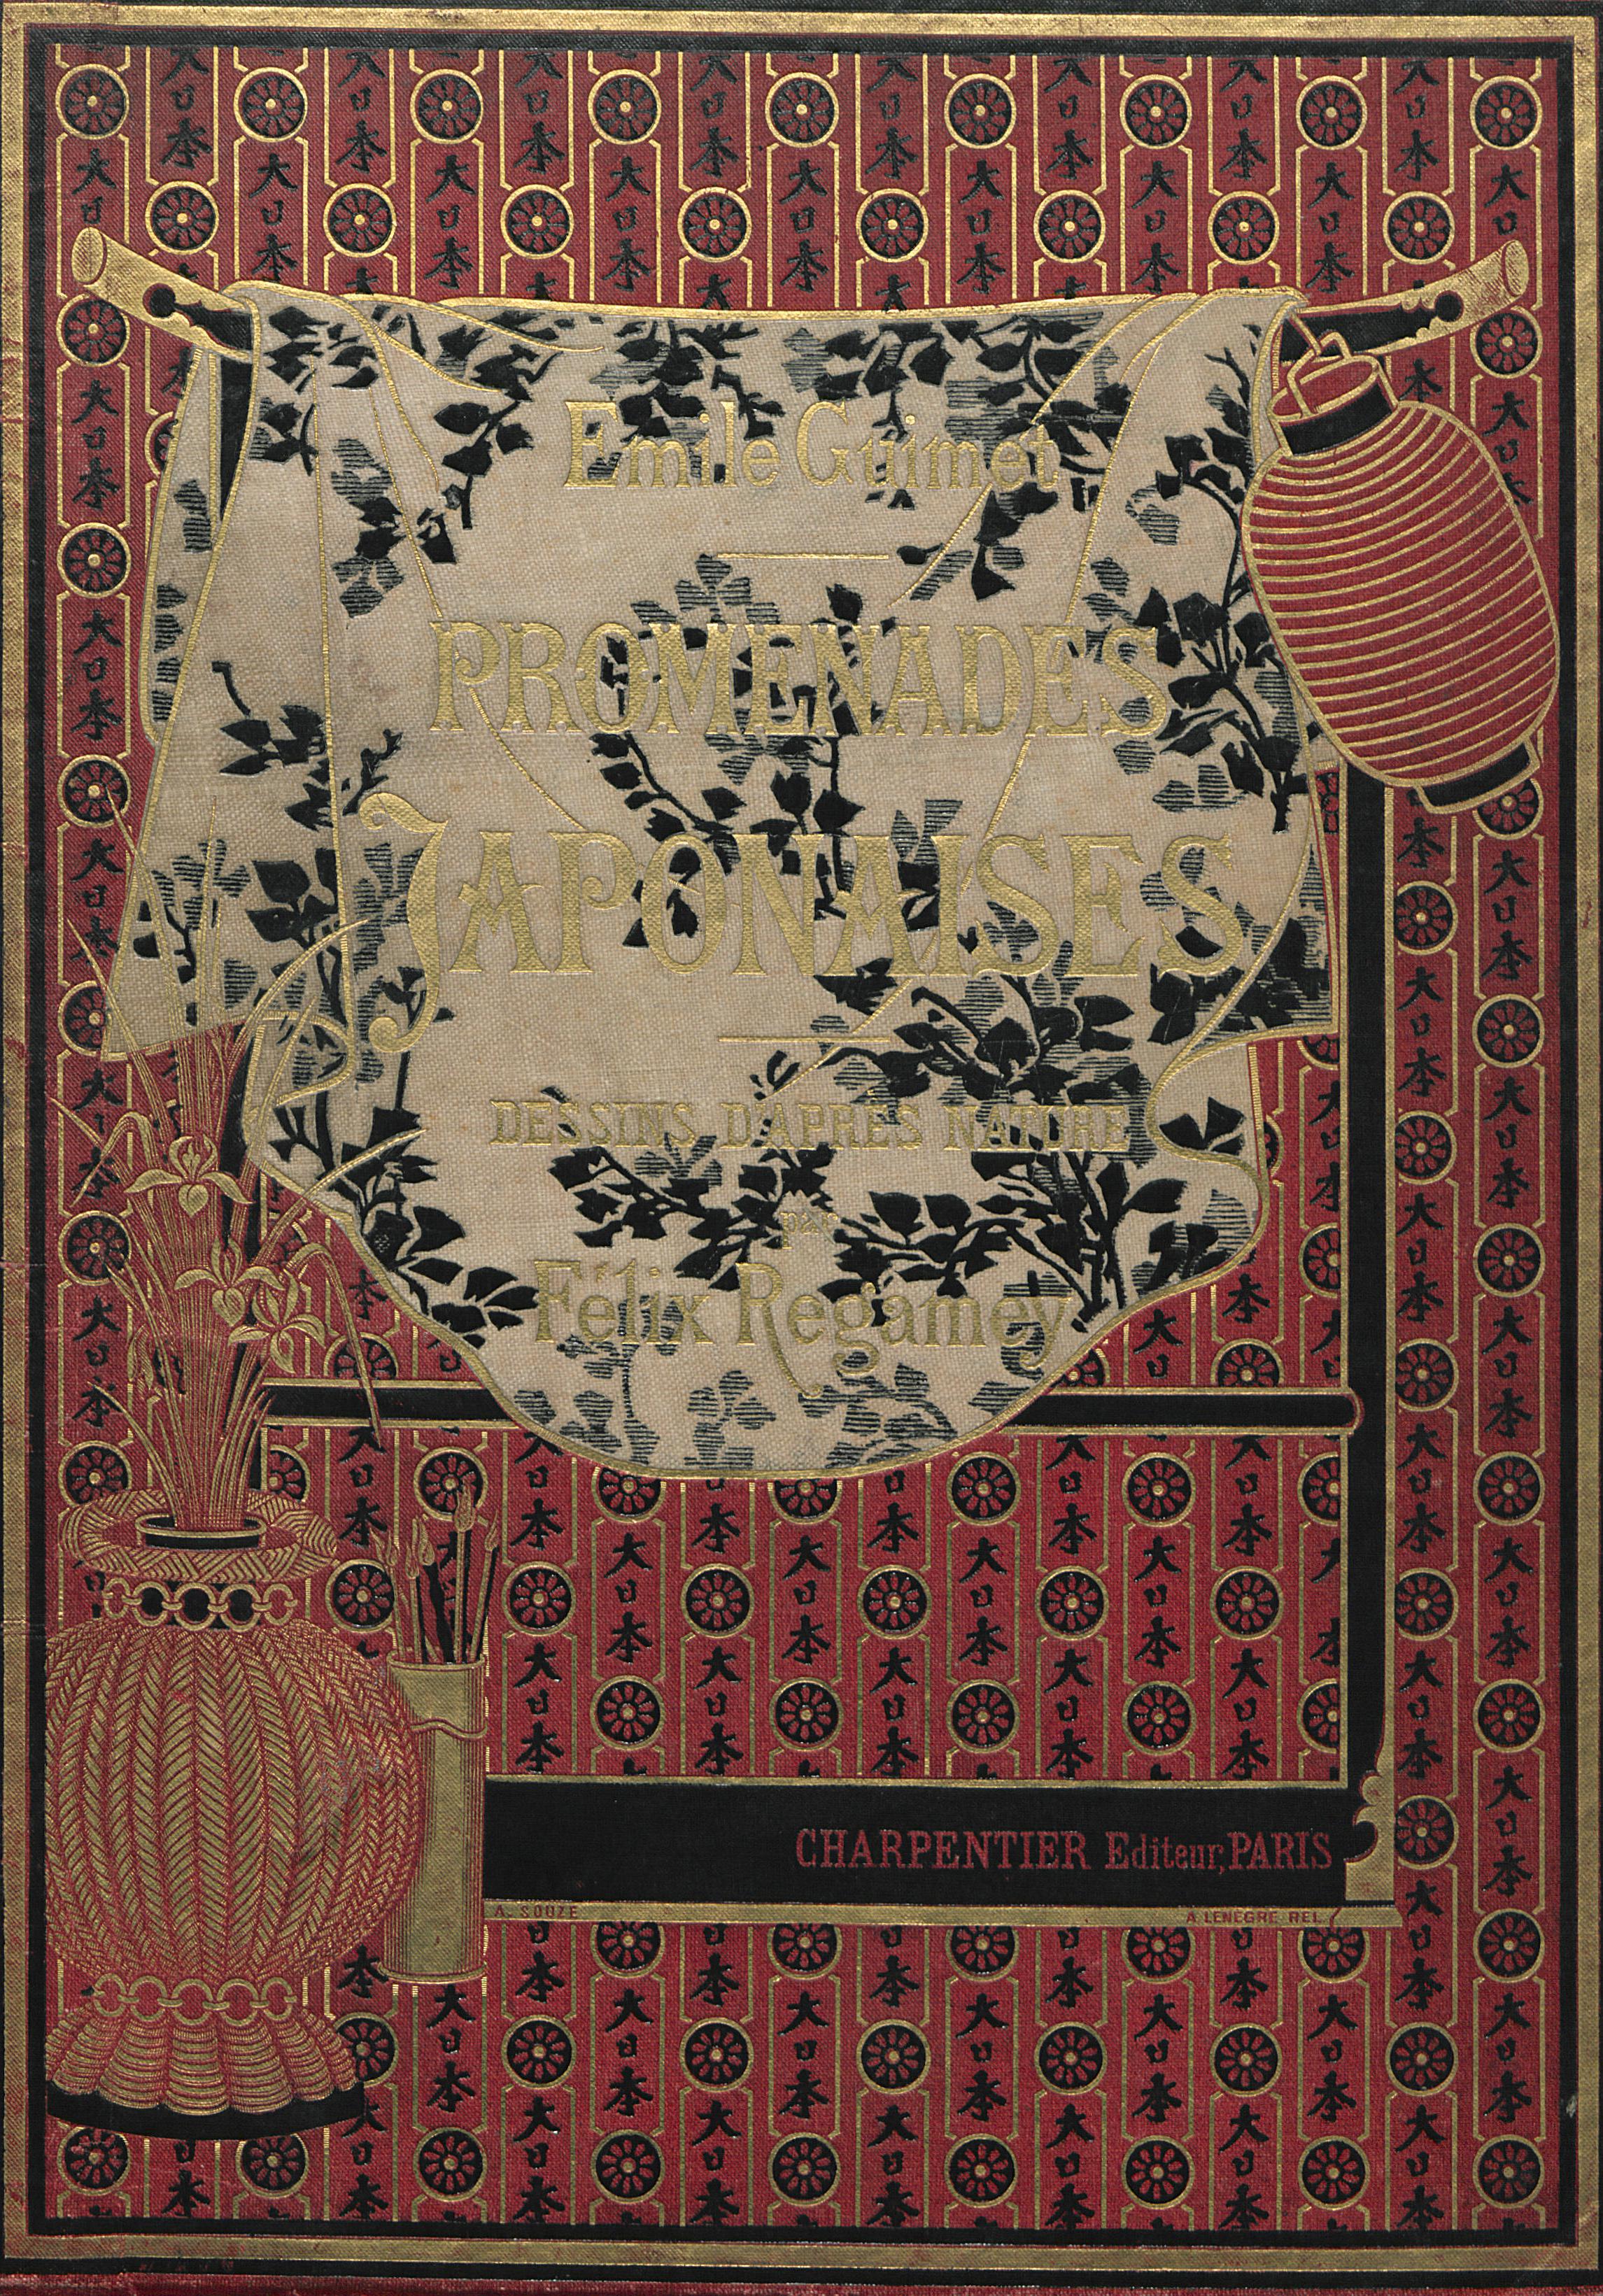 Emile Guimet
PROMENADES
JAPONAISES
DESSINS D'APRÈS NATURE
par
Félix Regamey
CHARPENTIER Editeur, PARIS
A. SOUZE
A LENÈGRE REL.
大日本